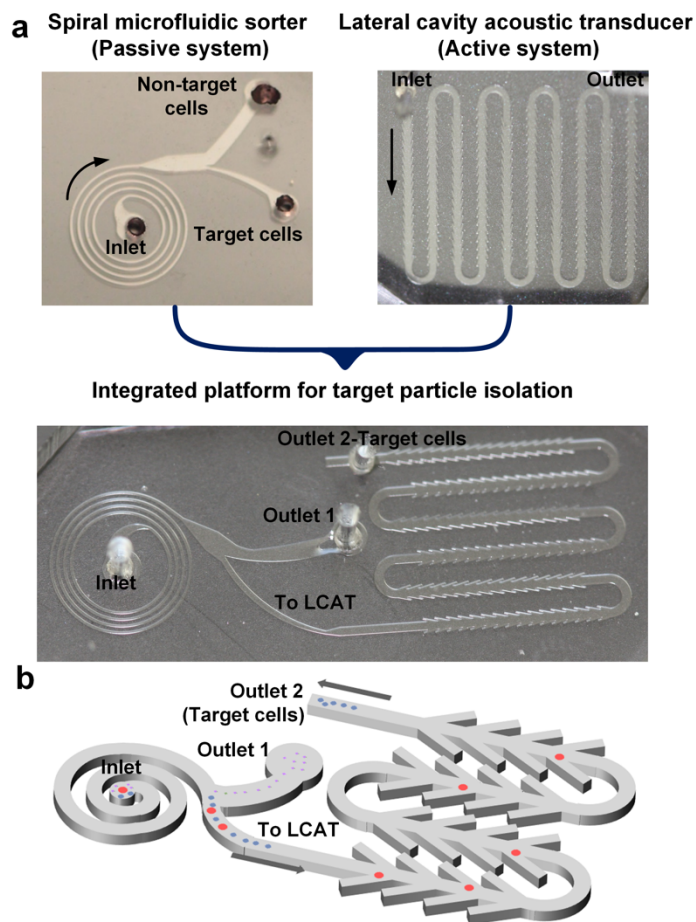 a
Spiral microfluidic sorter
(Passive system)
Lateral cavity acoustic transducer
(Active system)
Non-target
cells
Inlet
Target cells
Inlet
Outlet
Integrated platform for target particle isolation
Outlet 2-Target cells
Outlet 1
Inlet
To LCAT
b
Outlet 2
(Target cells)
Outlet 1
Inlet
To LCAT